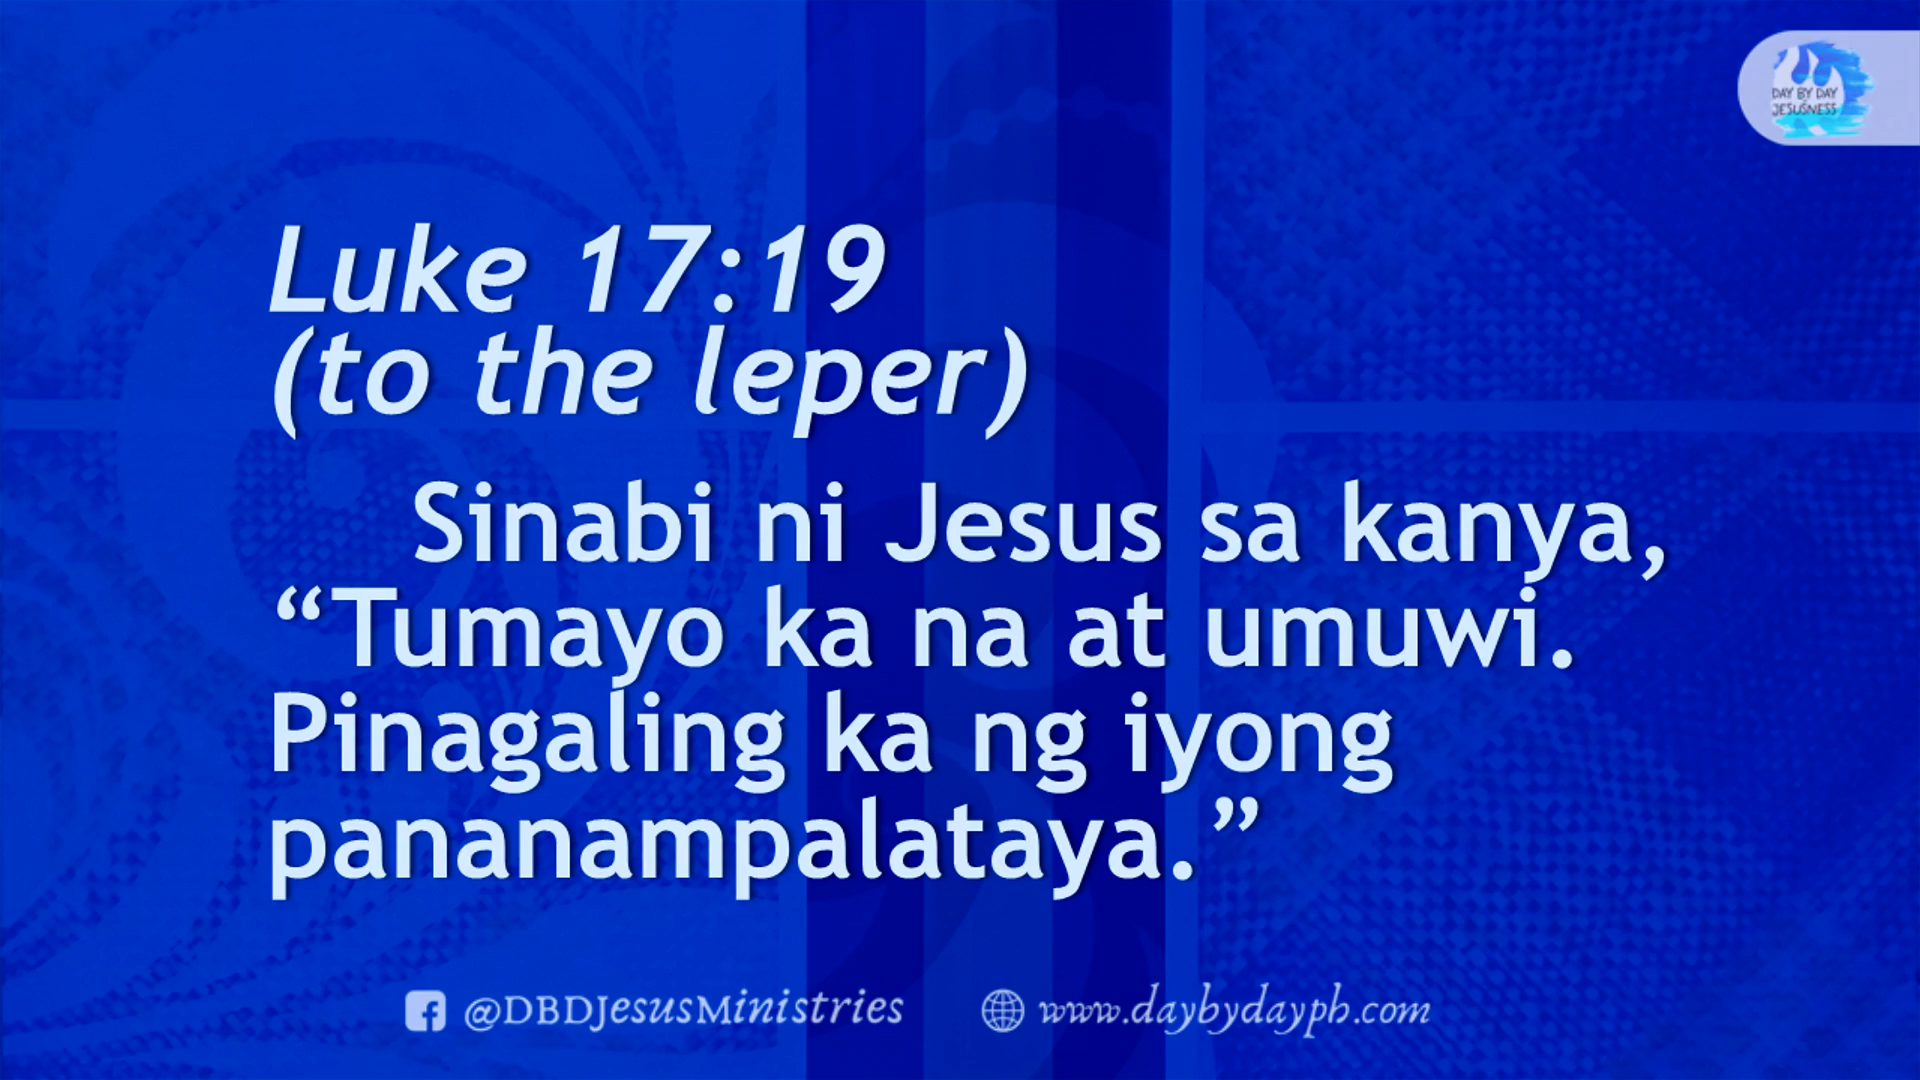 DAY BY DAY
JESUSNESS
Luke 17:19
(to the leper)
Sinabi ni Jesus sa kanya,
“Tumayo ka na at umuwi.
Pinagaling ka ng iyong
pananampalataya.”
@DBDJesusMinistries
www.daybydayph.com